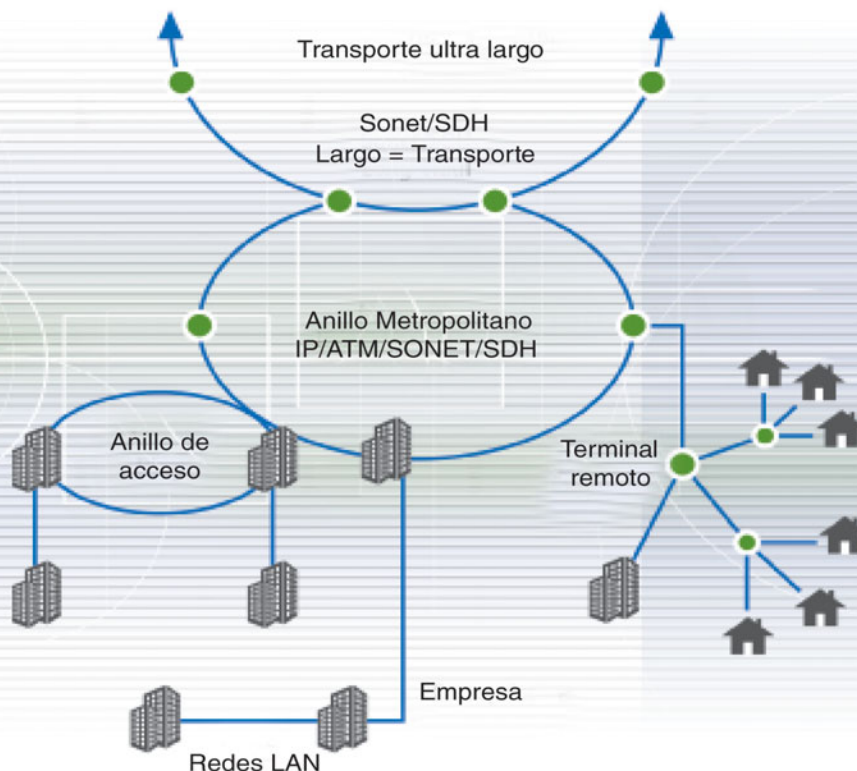 Transporte ultra largo
Sonet/SDH
Largo = Transporte
Anillo Metropolitano
IP/ATM/SONET/SDH
Anillo de
acceso
Terminal
remoto
Empresa
Redes LAN